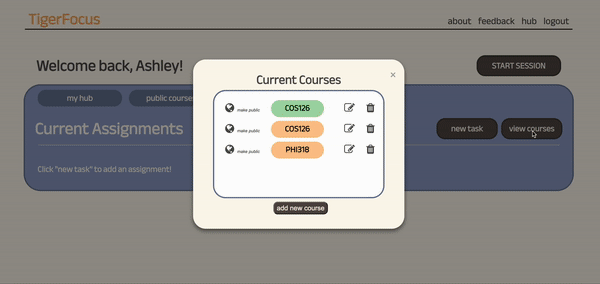 TigerFocus
about feedback hub logout
Welcome back, Ashley!
START SESSION
my hub public courses
Current Assignments
new task view courses
Click "new task" to add an assignment!
Current Courses
×
make public COS126
make public COS126
make public PHI318
add new course